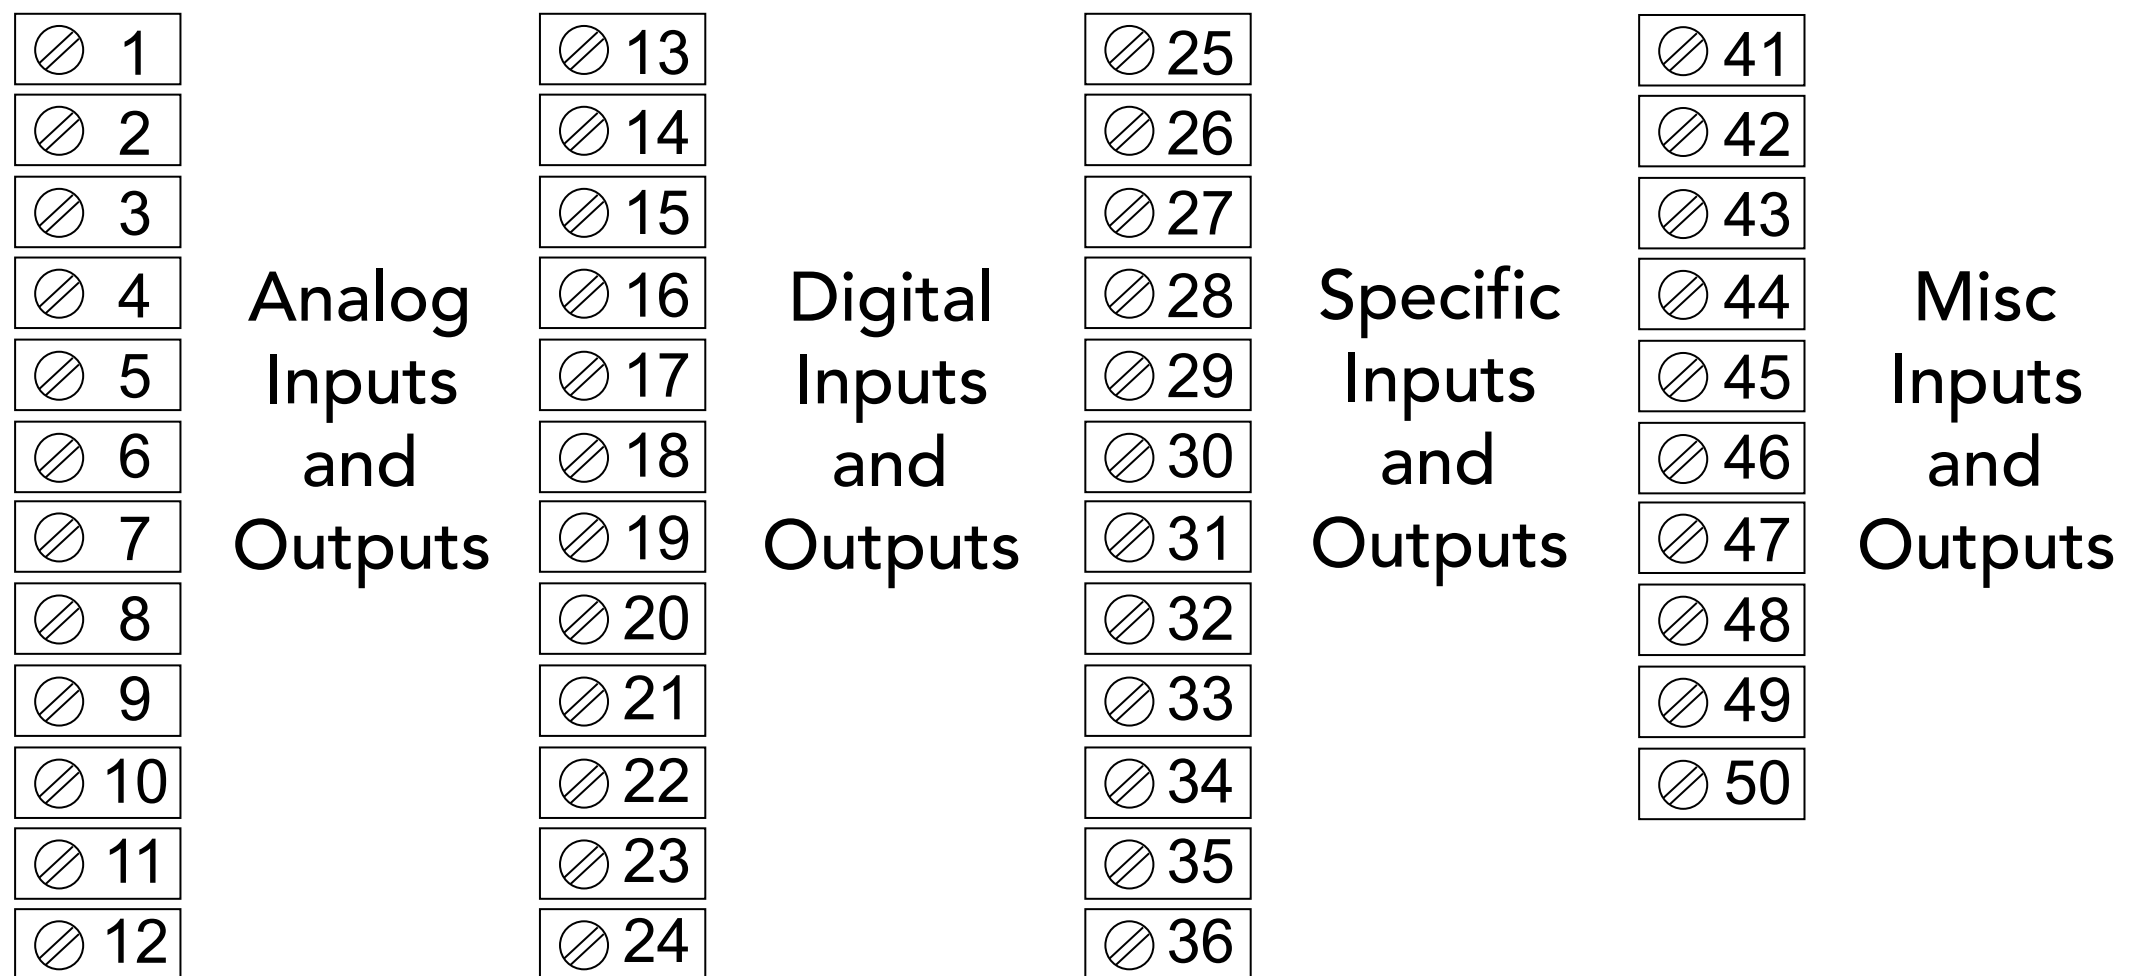 1
2
3
4
5
6
7
8
9
10
11
12
Analog
Inputs
and
Outputs
13
14
15
16
17
18
19
20
21
22
23
24
Digital
Inputs
and
Outputs
25
26
27
28
29
30
31
32
33
34
35
36
Specific
Inputs
and
Outputs
41
42
43
44
45
46
47
48
49
50
Misc
Inputs
and
Outputs